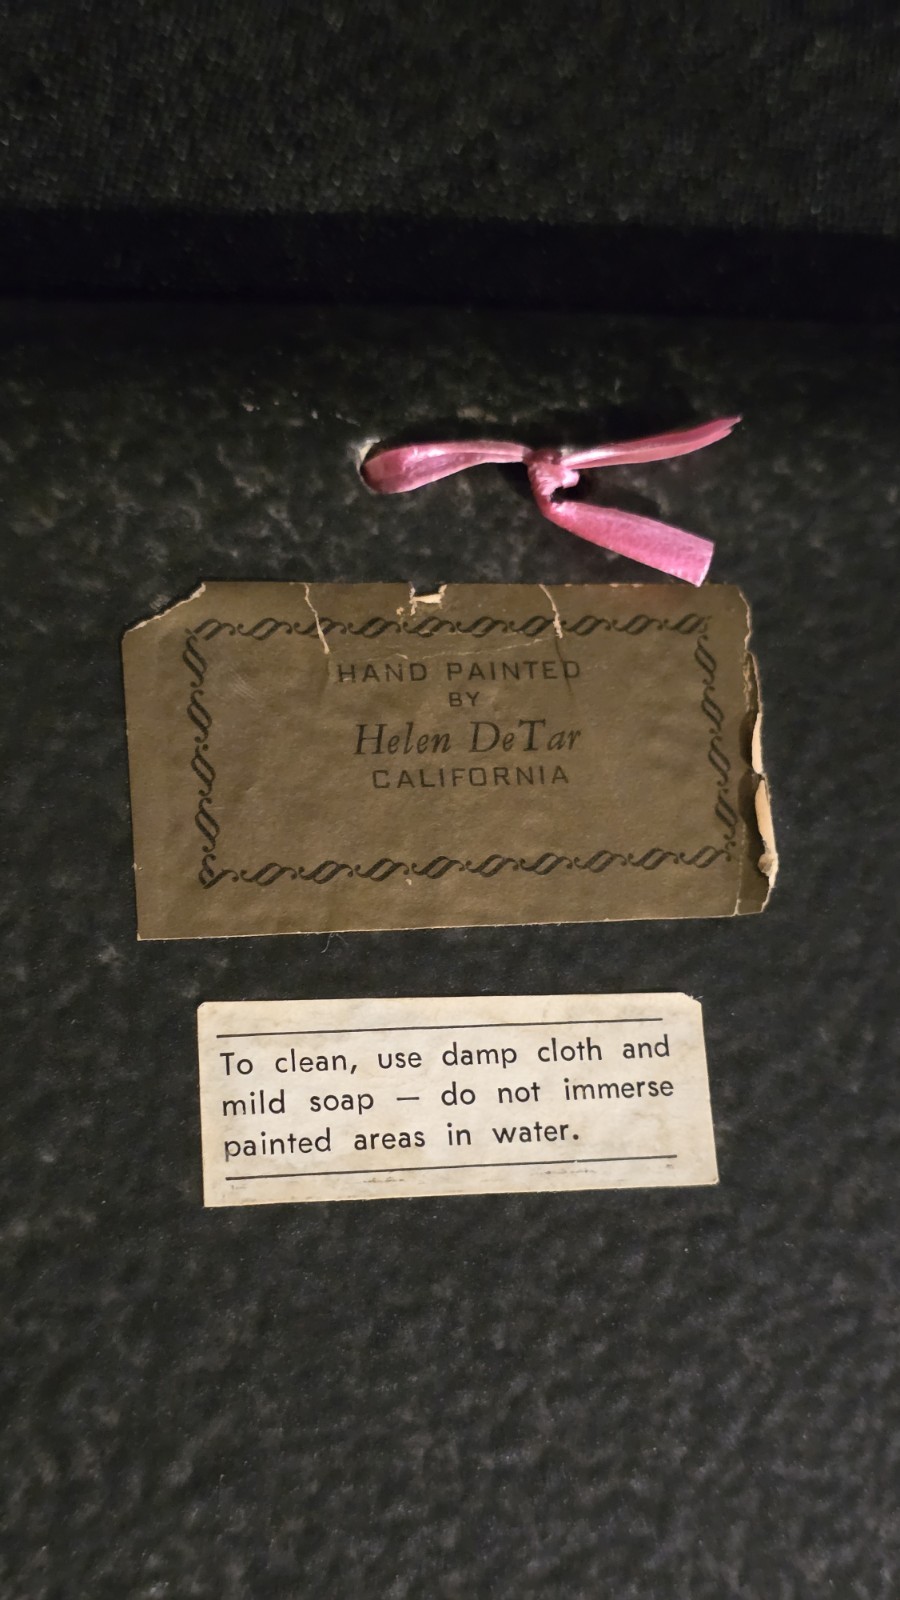 HAND PAINTED
BY
Helen DeTar
CALIFORNIA
To clean, use damp cloth and
mild soap — do not immerse
painted areas in water.